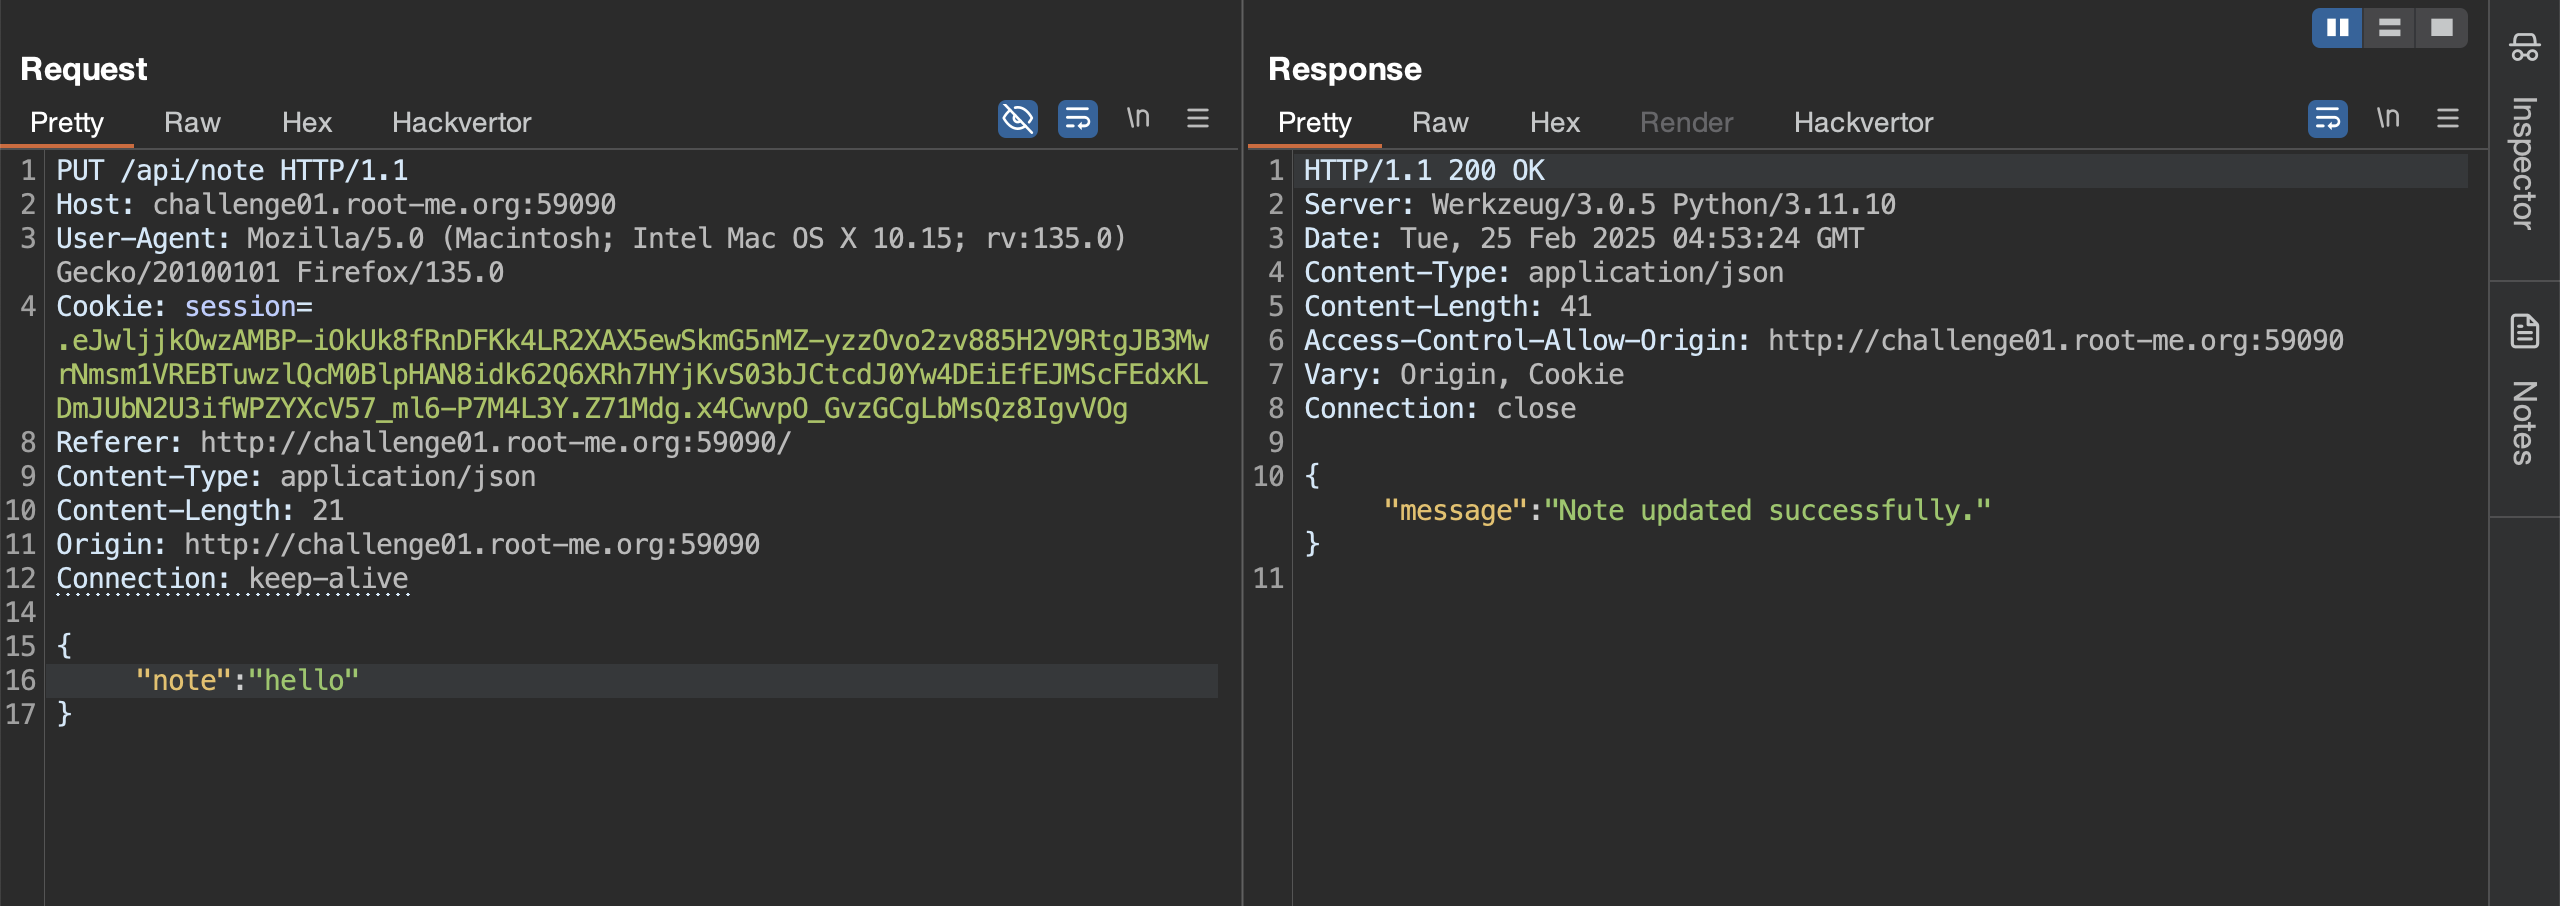 Request
Pretty Raw Hex Hackvertor \n
1 PUT /api/note HTTP/1.1
2 Host: challenge01.root-me.org:59090
3 User-Agent: Mozilla/5.0 (Macintosh; Intel Mac OS X 10.15; rv:135.0)
Gecko/20100101 Firefox/135.0
4 Cookie: session=
.eJwljjkOwzAMBP-iOkUk8fRnDFKk4LR2XAX5ewSkmG5nMZ-yzzOvo2zv885H2V9RtgJB3Mw
rNmsm1VREBTuwzlQcM0BlpHAN8idk62Q6XRh7HYjKvS03bJCtcdJ0Yw4DEiEfEJMScFEdxKL
DmJUbN2U3ifWPZYXcV57_ml6-P7M4L3Y.Z71Mdg.x4CwvpO_GvzGCgLbMsQz8IgvVOg
8 Referer: http://challenge01.root-me.org:59090/
9 Content-Type: application/json
10 Content-Length: 21
11 Origin: http://challenge01.root-me.org:59090
12 Connection: keep-alive
14
15 {
16 "note":"hello"
17 }
Response
Pretty Raw Hex Render Hackvertor \n
1 HTTP/1.1 200 OK
2 Server: Werkzeug/3.0.5 Python/3.11.10
3 Date: Tue, 25 Feb 2025 04:53:24 GMT
4 Content-Type: application/json
5 Content-Length: 41
6 Access-Control-Allow-Origin: http://challenge01.root-me.org:59090
7 Vary: Origin, Cookie
8 Connection: close
9
10 {
"message":"Note updated successfully."
}
11
Inspector
Notes